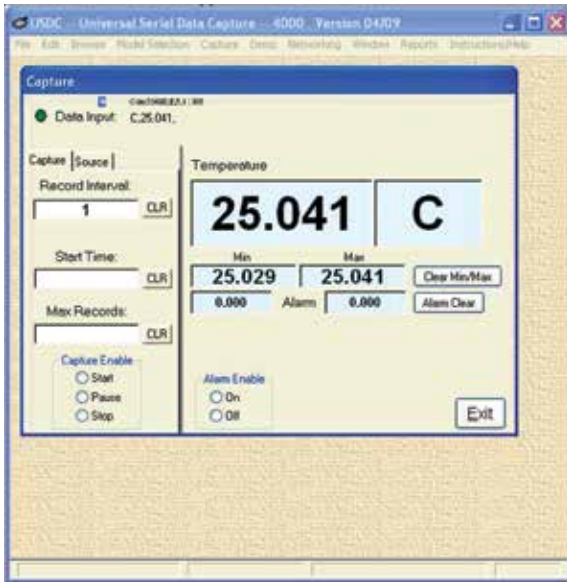 USDC -- Universal Serial Data Capture -- 4000 Version 04/09
File Edit Browse Model Selection Capture Demo Networking Window Reports Instructions/Help
Capture
Data Input: C,25.041,
Capture Source
Temperature
Record Interval:
1 CLR
25.041 C
Start Time:
CLR
Min Max
25.029 25.041 Clear Min/Max
0.000 Alarm 0.000 Alarm Clear
Max Records:
CLR
Capture Enable
Start
Pause
Stop
Alarm Enable
On
Off
Exit